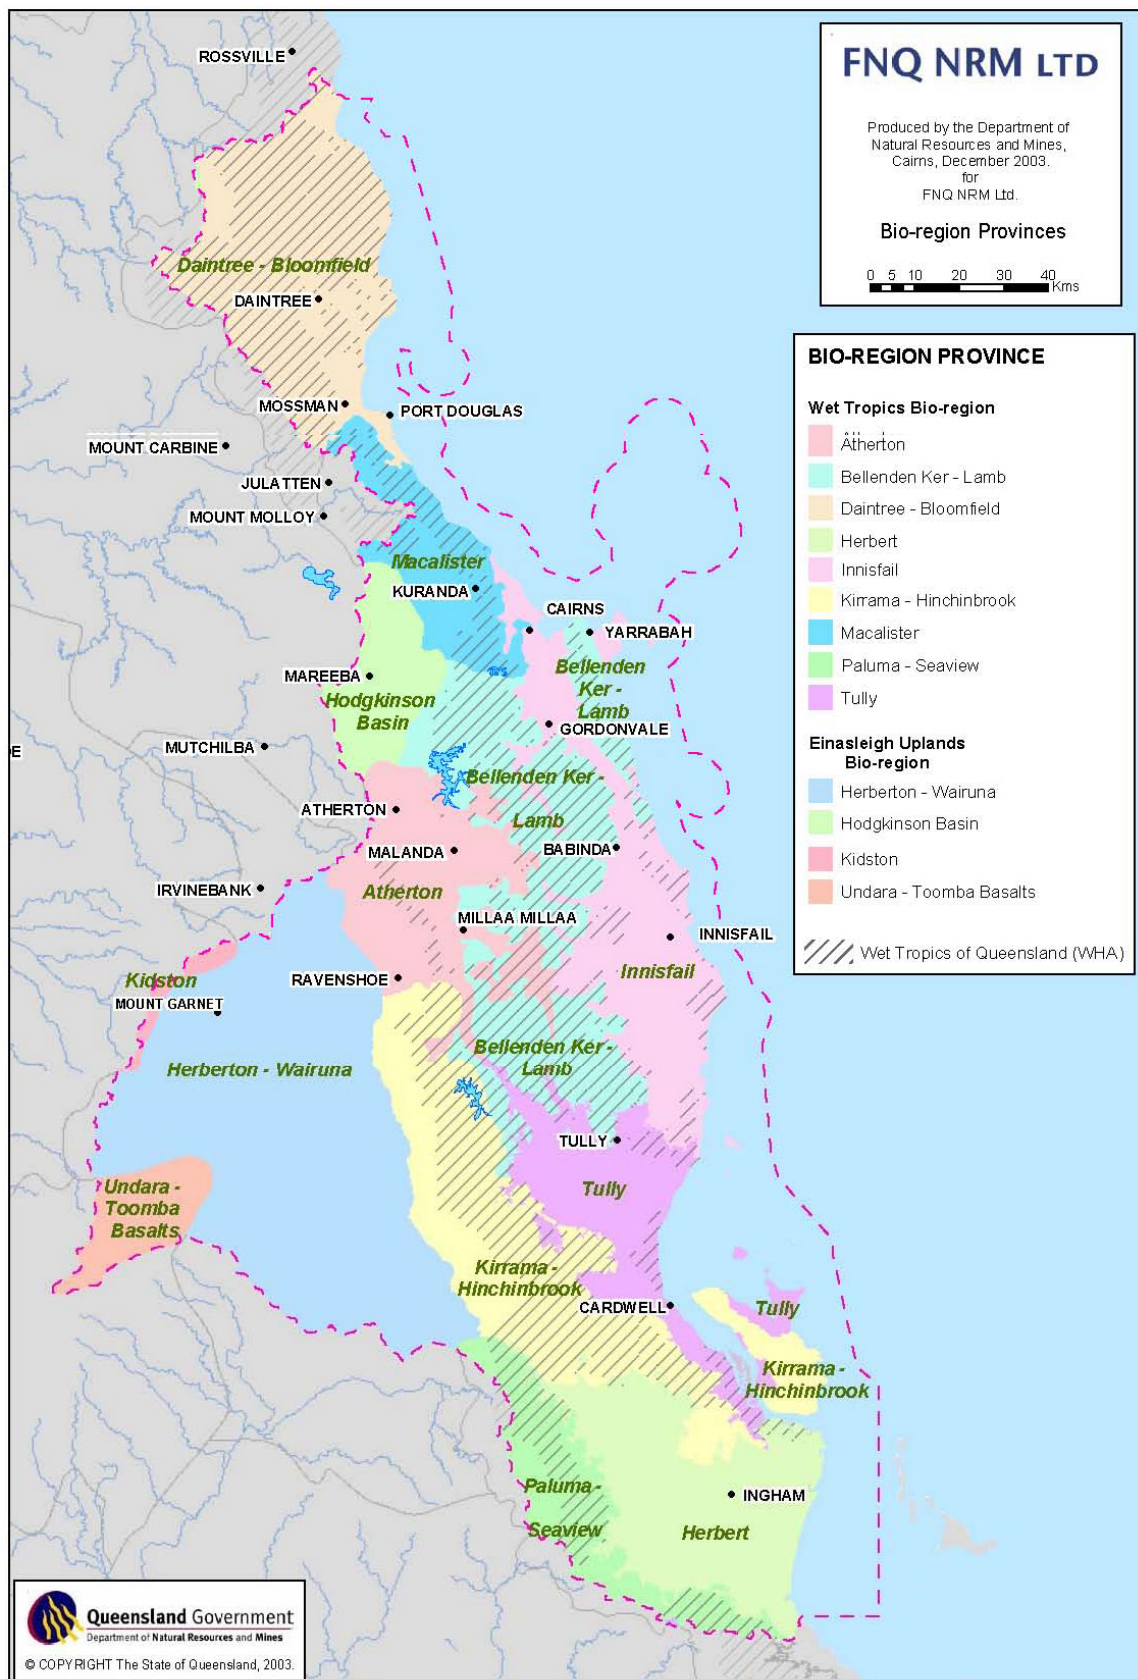 ROSSVILLE
FNQ NRM LTD
Produced by the Department of
Natural Resources and Mines,
Cairns, December 2003.
for
FNQ NRM Ltd.
Bio-region Provinces
0 5 10 20 30 40
Kms
Daintree - Bloomfield
DAINTREE
MOSSMAN
PORT DOUGLAS
MOUNT CARBINE
JULATTEN
MOUNT MOLLOY
Macalister
KURANDA
CAIRNS
YARRABAH
MAREEBA
Hodgkinson
Basin
Bellenden
Ker -
Lamb
GORDONVALE
MUTCHILBA
Bellenden Ker -
Lamb
ATHERTON
MALANDA
BABINDA
IRVINEBANK
Atherton
MILLAA MILLAA
INNISFAIL
Innisfail
RAVENSHOE
Kidston
MOUNT GARNET
Herberton - Wairuna
Bellenden Ker -
Lamb
TULLY
Tully
Undara -
Toomba
Basalts
Kirrama -
Hinchinbrook
CARDWELL
Tully
Kirrama -
Hinchinbrook
Paluma -
Seaview
INGHAM
Herbert
BIO-REGION PROVINCE
Wet Tropics Bio-region
Atherton
Bellenden Ker - Lamb
Daintree - Bloomfield
Herbert
Innisfail
Kirrama - Hinchinbrook
Macalister
Paluma - Seaview
Tully
Einasleigh Uplands
Bio-region
Herberton - Wairuna
Hodgkinson Basin
Kidston
Undara - Toomba Basalts
Wet Tropics of Queensland (WHA)
Queensland Government
Department of Natural Resources and Mines
© COPYRIGHT The State of Queensland, 2003.